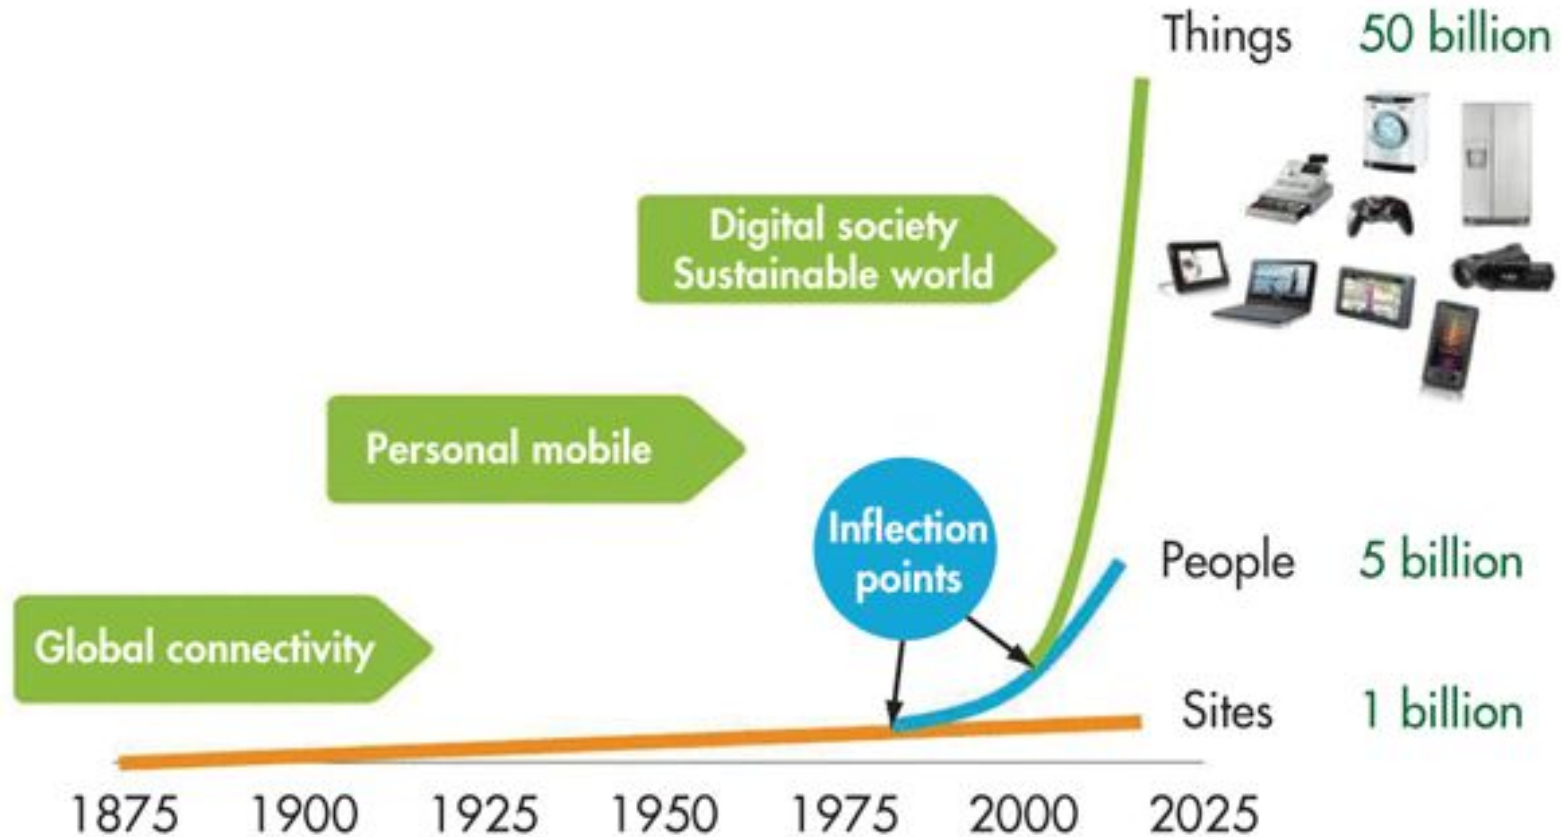 Things 50 billion
Digital society
Sustainable world
Personal mobile
Inflection
points
People 5 billion
Global connectivity
Sites 1 billion
1875 1900 1925 1950 1975 2000 2025